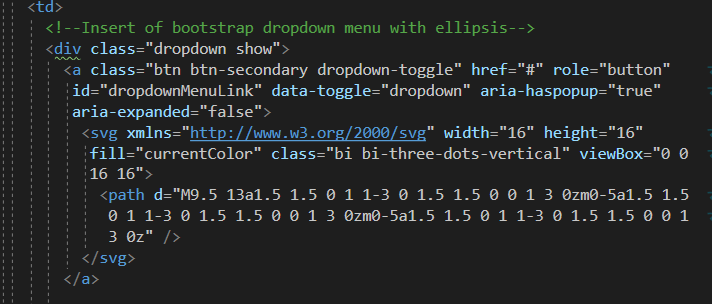 <td>
<!--Insert of bootstrap dropdown menu with ellipsis-->
<div class="dropdown show">
<a class="btn btn-secondary dropdown-toggle" href="#" role="button"
id="dropdownMenuLink" data-toggle="dropdown" aria-haspopup="true"
aria-expanded="false">
<svg xmlns="http://www.w3.org/2000/svg" width="16" height="16"
fill="currentColor" class="bi bi-three-dots-vertical" viewBox="0 0
16 16">
<path d="M9.5 13a1.5 1.5 0 1 1-3 0 1.5 1.5 0 0 1 3 0zm0-5a1.5 1.5
0 1 1-3 0 1.5 1.5 0 0 1 3 0zm0-5a1.5 1.5 0 1 1-3 0 1.5 1.5 0 0 1
3 0z" />
</svg>
</a>